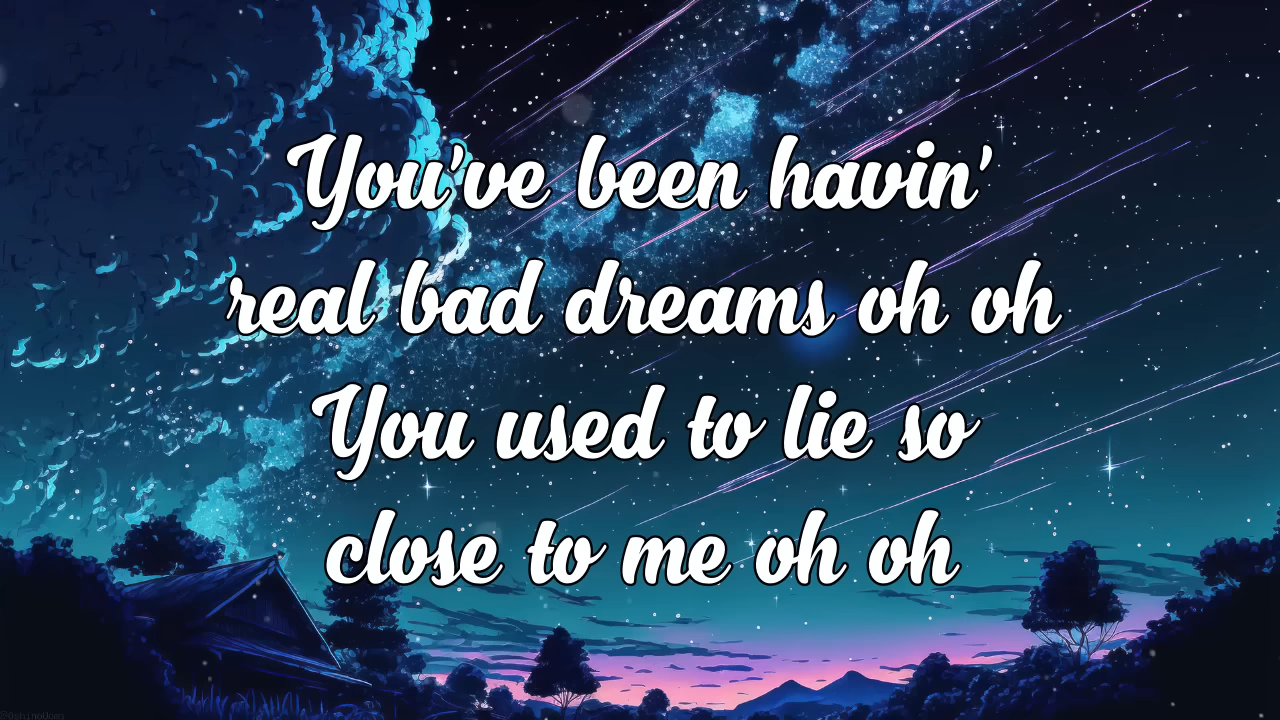 You've been havin'
real bad dreams oh oh
You used to lie so
close to me oh oh